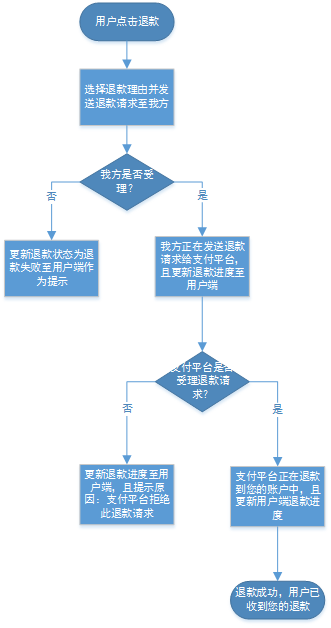 用户点击退款
选择退款理由并发
送退款请求至我方
我方是否受
理？
否
是
更新退款状态为退
款失败至用户端作
为提示
我方正在发送退款
请求给支付平台，
且更新退款进度至
用户端
支付平台是否
受理退款请
求？
否
是
更新退款进度至用
户端，且提示原
因：支付平台拒绝
此退款请求
支付平台正在退款
到您的账户中，且
更新用户端退款进
度
退款成功，用户已
收到您的退款